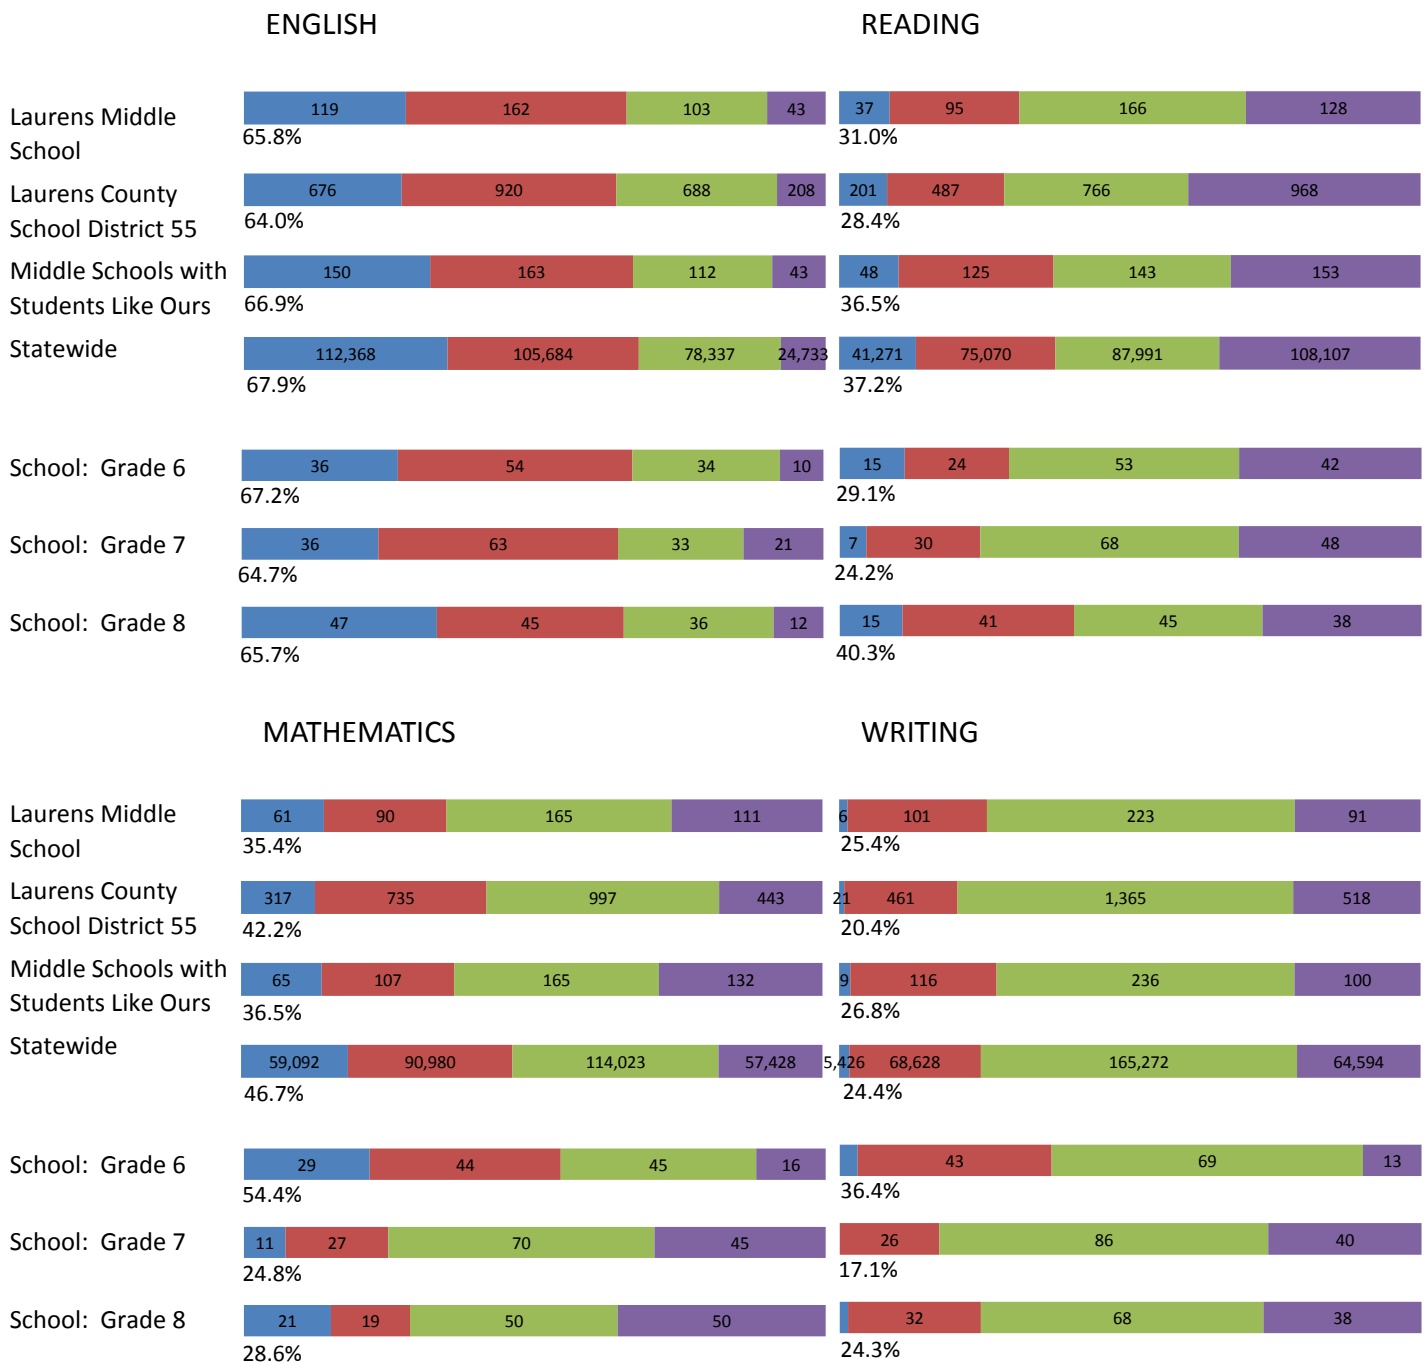 ENGLISH READING
Laurens Middle School 119 162 103 43 37 95 166 128
65.8% 31.0%
Laurens County School District 55 676 920 688 208 201 487 766 968
64.0% 28.4%
Middle Schools with Students Like Ours 150 163 112 43 48 125 143 153
66.9% 36.5%
Statewide 112,368 105,684 78,337 24,733 41,271 75,070 87,991 108,107
67.9% 37.2%
School: Grade 6 36 54 34 10 15 24 53 42
67.2% 29.1%
School: Grade 7 36 63 33 21 7 30 68 48
64.7% 24.2%
School: Grade 8 47 45 36 12 15 41 45 38
65.7% 40.3%
MATHEMATICS WRITING
Laurens Middle School 61 90 165 111 6 101 223 91
35.4% 25.4%
Laurens County School District 55 317 735 997 443 21 461 1,365 518
42.2% 20.4%
Middle Schools with Students Like Ours 65 107 165 132 9 116 236 100
36.5% 26.8%
Statewide 59,092 90,980 114,023 57,428 5,426 68,628 165,272 64,594
46.7% 24.4%
School: Grade 6 29 44 45 16 43 69 13
54.4% 36.4%
School: Grade 7 11 27 70 45 26 86 40
24.8% 17.1%
School: Grade 8 21 19 50 50 32 68 38
28.6% 24.3%